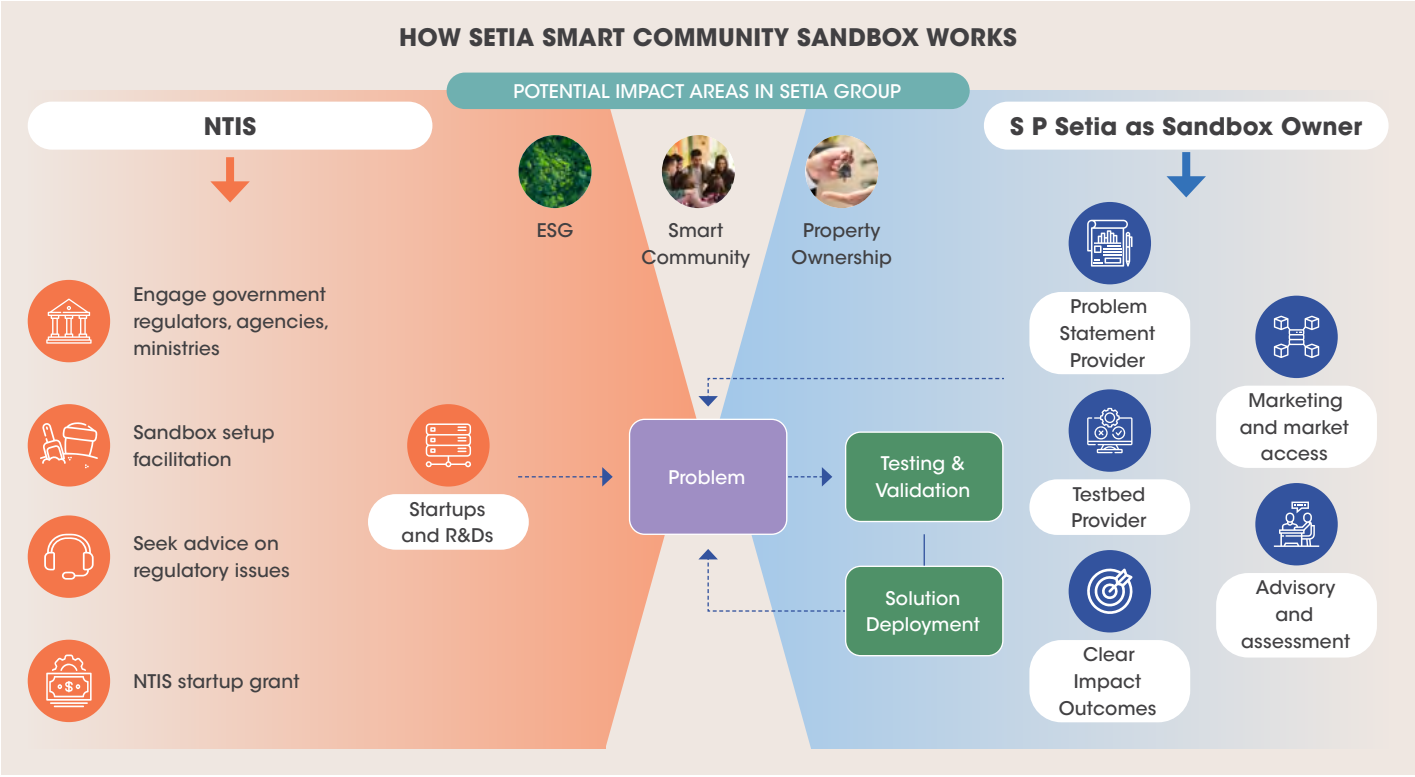 HOW SETIA SMART COMMUNITY SANDBOX WORKS
POTENTIAL IMPACT AREAS IN SETIA GROUP
NTIS
Engage government
regulators, agencies,
ministries
Sandbox setup
facilitation
Seek advice on
regulatory issues
NTIS startup grant
Startups
and R&Ds
ESG
Smart
Community
Property
Ownership
Problem
Testing &
Validation
Solution
Deployment
S P Setia as Sandbox Owner
Problem
Statement
Provider
Testbed
Provider
Clear
Impact
Outcomes
Marketing
and market
access
Advisory
and
assessment